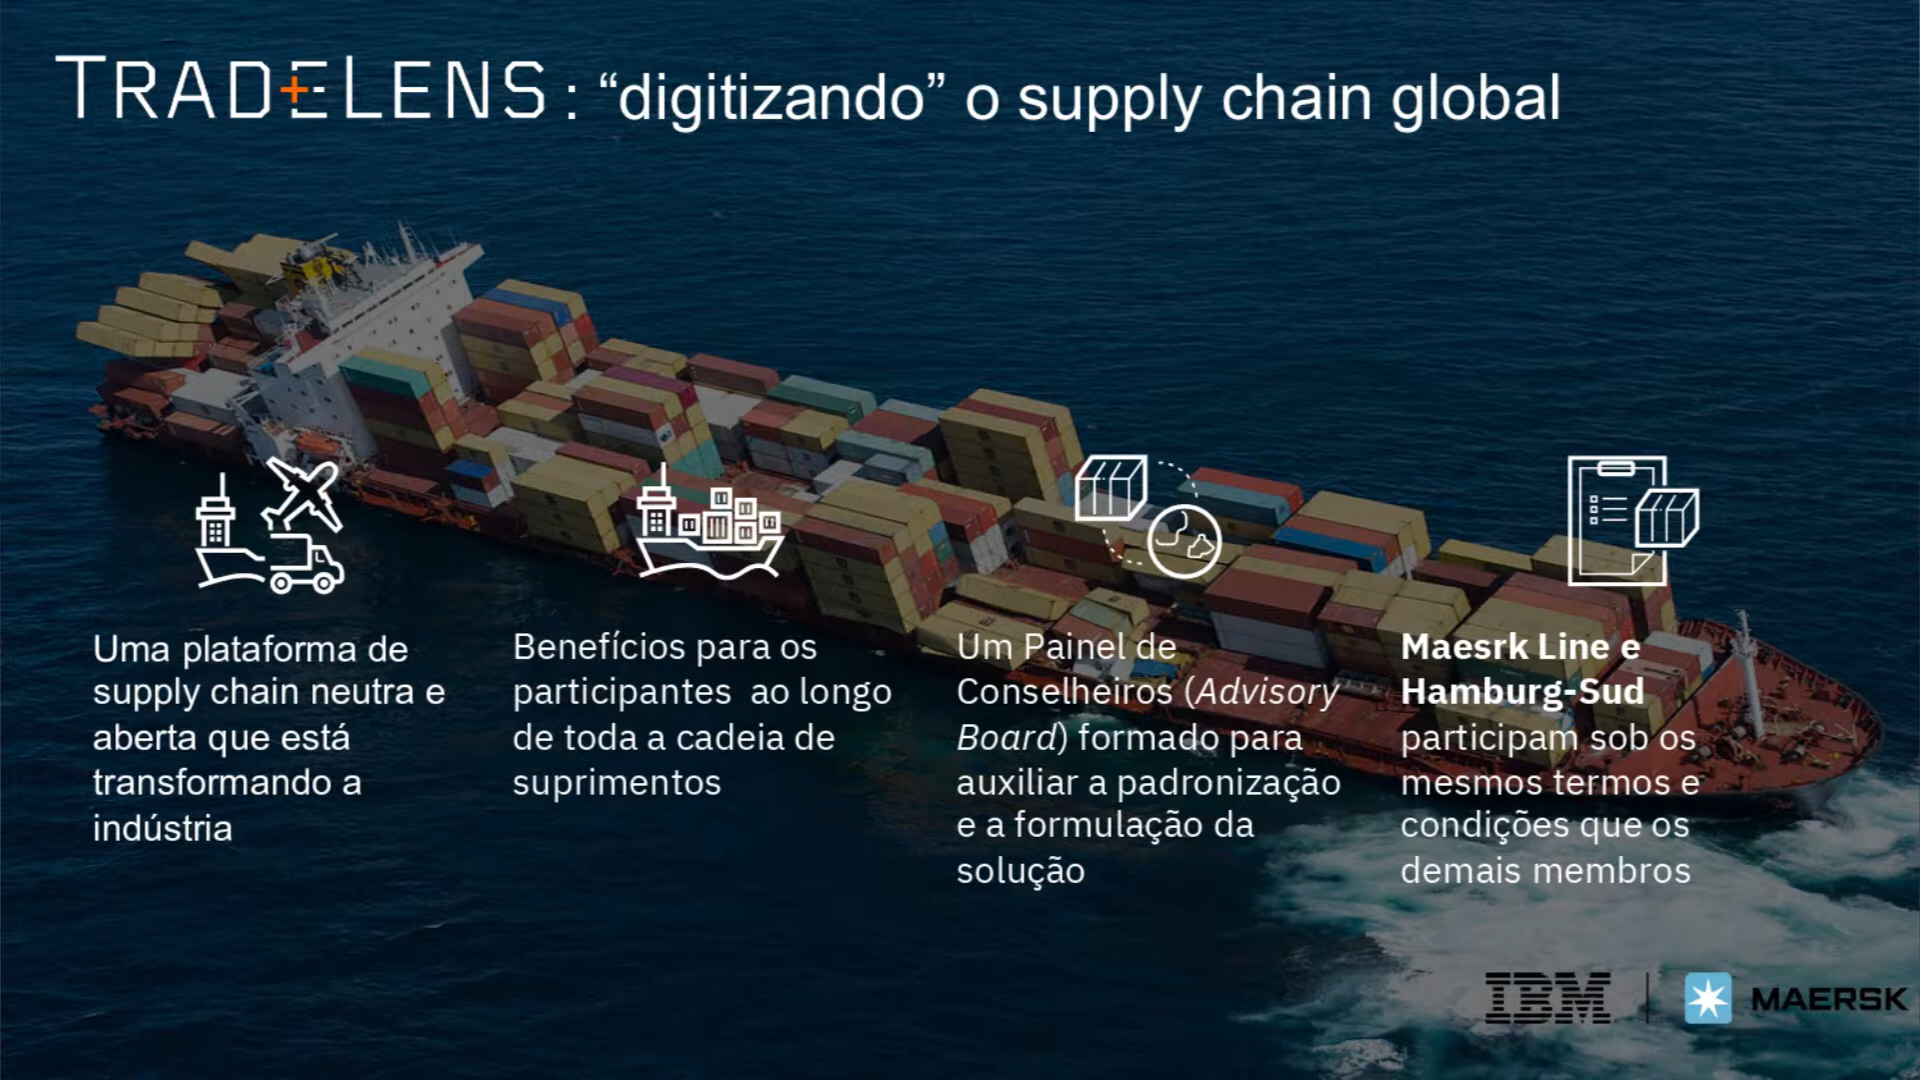 TRADELENS : “digitizando” o supply chain global
Uma plataforma de
supply chain neutra e
aberta que está
transformando a
indústria
Benefícios para os
participantes ao longo
de toda a cadeia de
suprimentos
Um Painel de
Conselheiros (Advisory
Board) formado para
auxiliar a padronização
e a formulação da
solução
Maesrk Line e
Hamburg-Sud
participam sob os
mesmos termos e
condições que os
demais membros
IBM | MAERSK